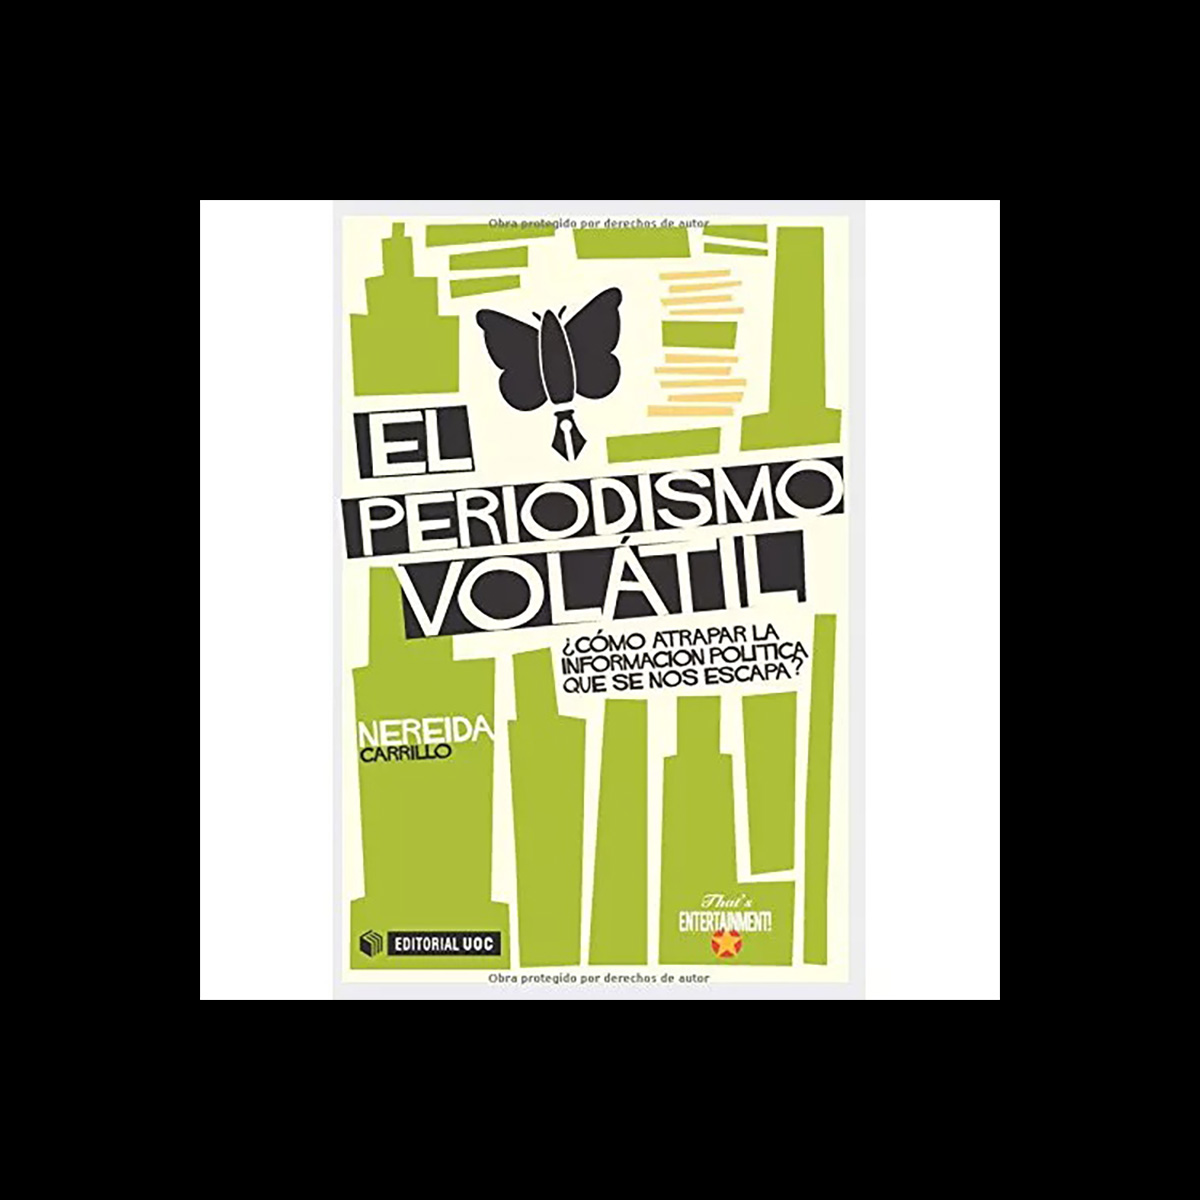 Obra protegido por derechos de autor
EL
PERIODISMO
VOLÁTIL
¿CÓMO ATRAPAR LA
INFORMACION POLITICA
QUE SE NOS ESCAPA?
NEREIDA
CARRILLO
That's
ENTERTAINMENT!
EDITORIAL UOC
Obra protegido por derechos de autor